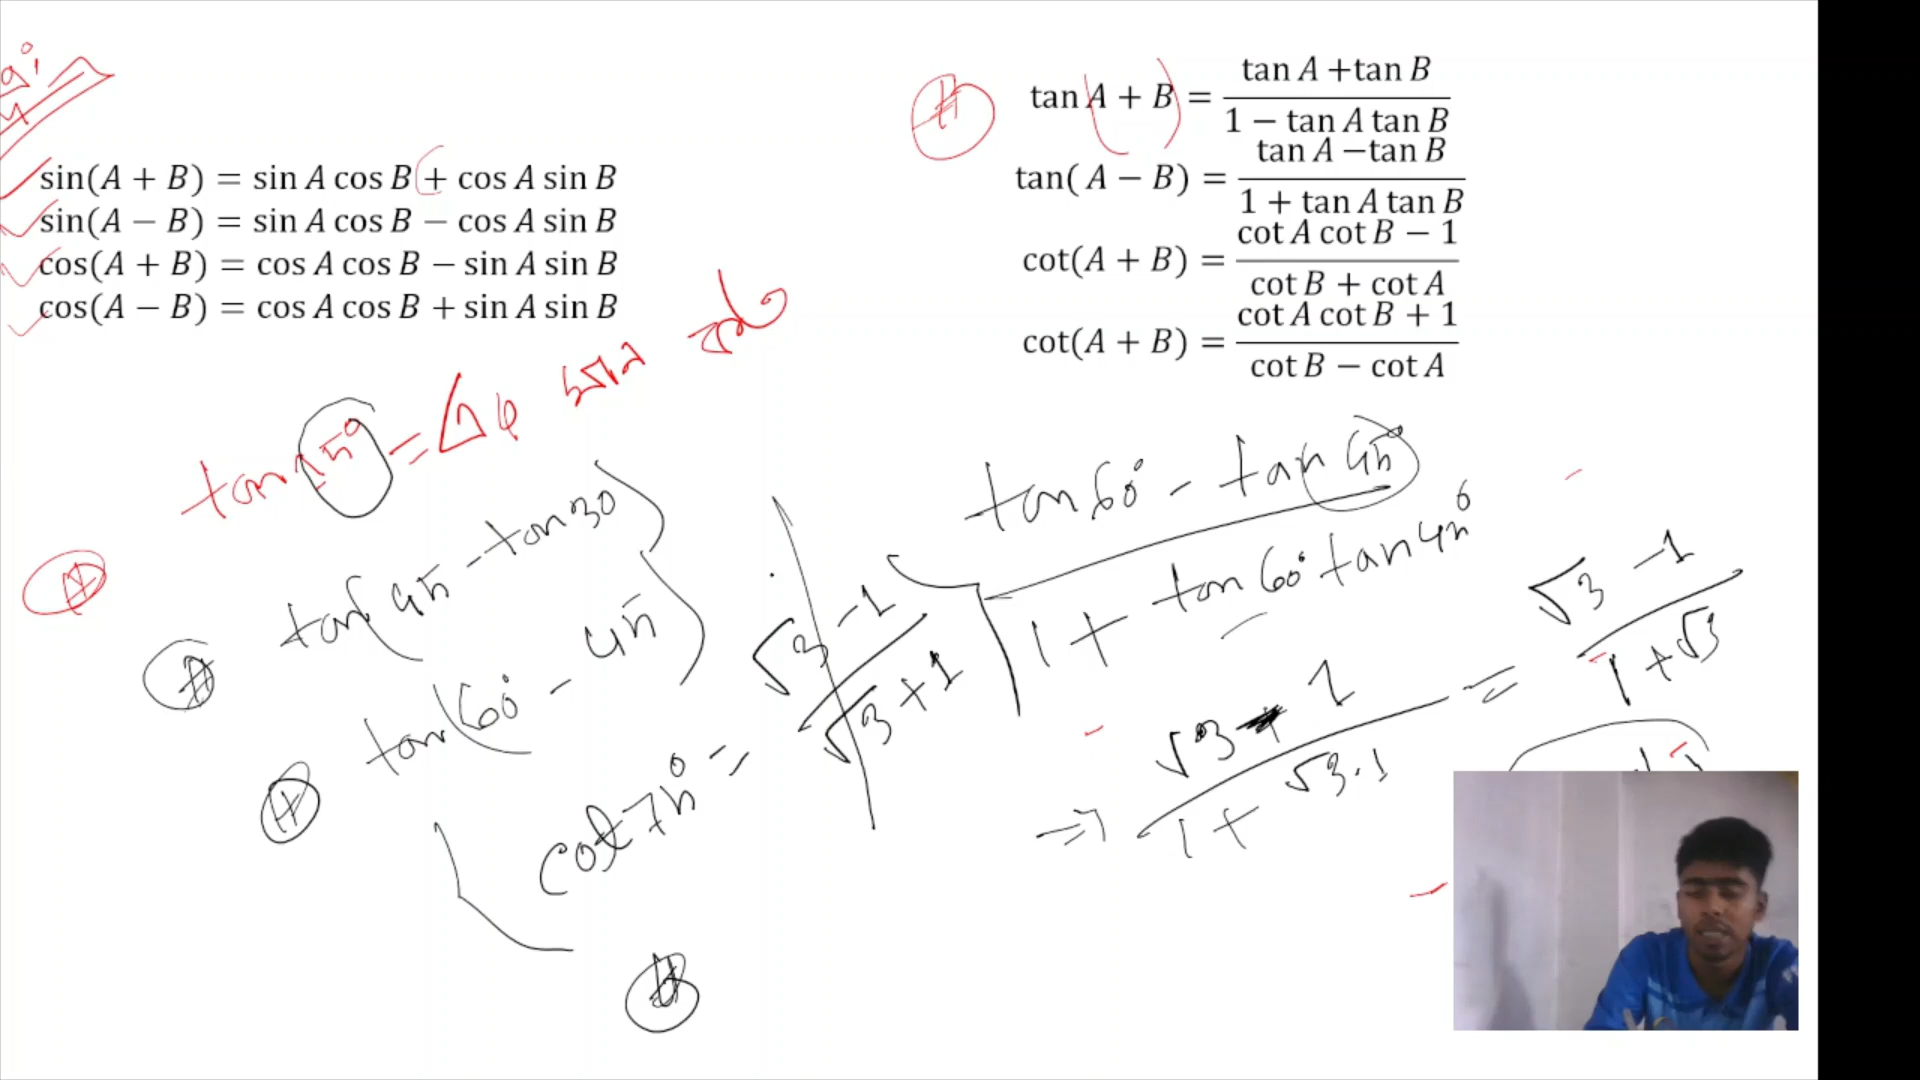 sin(A + B) = sin A cos B + cos A sin B
sin(A − B) = sin A cos B − cos A sin B
cos(A + B) = cos A cos B − sin A sin B
cos(A − B) = cos A cos B + sin A sin B
tan A + B = (tan A +tan B)/(1 − tan A tan B)
tan( A − B) = (tan A −tan B)/(1 + tan A tan B)
cot(A + B) = (cot A cot B − 1)/(cot B + cot A)
cot(A + B) = (cot A cot B + 1)/(cot B − cot A)
tan 15° =
tan(45 - tan30)
tan(60° - 45)
cot 75° = (√3 - 1)/(√3 + 1)
(tan 60° - tan 45°)/(1 + tan 60° tan 45°)
⇒ (√3 - 1)/(1 + √3·1) = (√3 - 1)/(1 + √3)